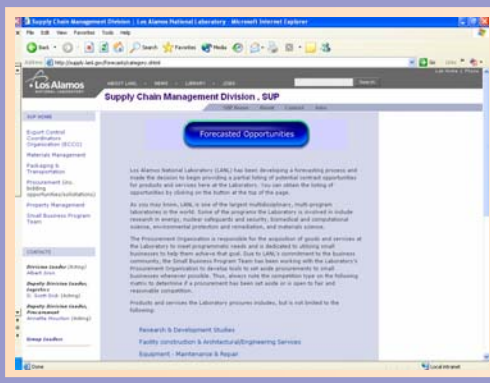 Supply Chain Management Division | Los Alamos National Laboratory - Microsoft Internet Explorer
File Edit View Favorites Tools Help
Back Search Favorites Media
Address
Go Links
Los Alamos
NATIONAL LABORATORY
ABOUT LANL NEWS LIBRARY JOBS
Search
Lan Home | Phone
Supply Chain Management Division , SUP
SUP Home About Contact Jobs
SUP HOME
Export Control
Coordinators
Organization (ECCO)
Materials Management
Packaging &
Transportation
Procurement (inc.
bidding
opportunities/solicitations)
Property Management
Small Business Program
Team
CONTACTS
Division Leader (Acting)
Deputy Division Leader,
Logistics
D. Scott (Acting)
Deputy Division Leader,
Procurement
(Acting)
Group Leaders
Forecasted Opportunities
Los Alamos National Laboratory (LANL) has been developing a forecasting process and
made the decision to begin providing a partial listing of potential contract opportunities
for products and services here at the Laboratory. You can obtain the listing of
opportunities by clicking on the button at the top of the page.
As you may know, LANL is one of the largest multidisciplinary, multi-program
laboratories in the world. Some of the programs the Laboratory is involved in include
research in energy, nuclear safeguards and security, biomedical and computational
science, environmental protection and remediation, and materials science.
The Procurement Organization is responsible for the acquisition of goods and services at
the Laboratory to meet programmatic needs and is dedicated to utilizing small
businesses to help them achieve that goal. Due to LANL's commitment to the business
community, the Small Business Program Team has been working with the Laboratory's
Procurement Organization to develop tools to set aside procurements to small
businesses wherever possible. Thus, always note the competition type on the following
matrix to determine if a procurement has been set aside or is open to fair and
reasonable competition.
Products and services the Laboratory procures includes, but is not limited to the
following:
Research & Development Studies
Facility construction & Architectural/Engineering Services
Equipment - Maintenance & Repair
Done
Local intranet